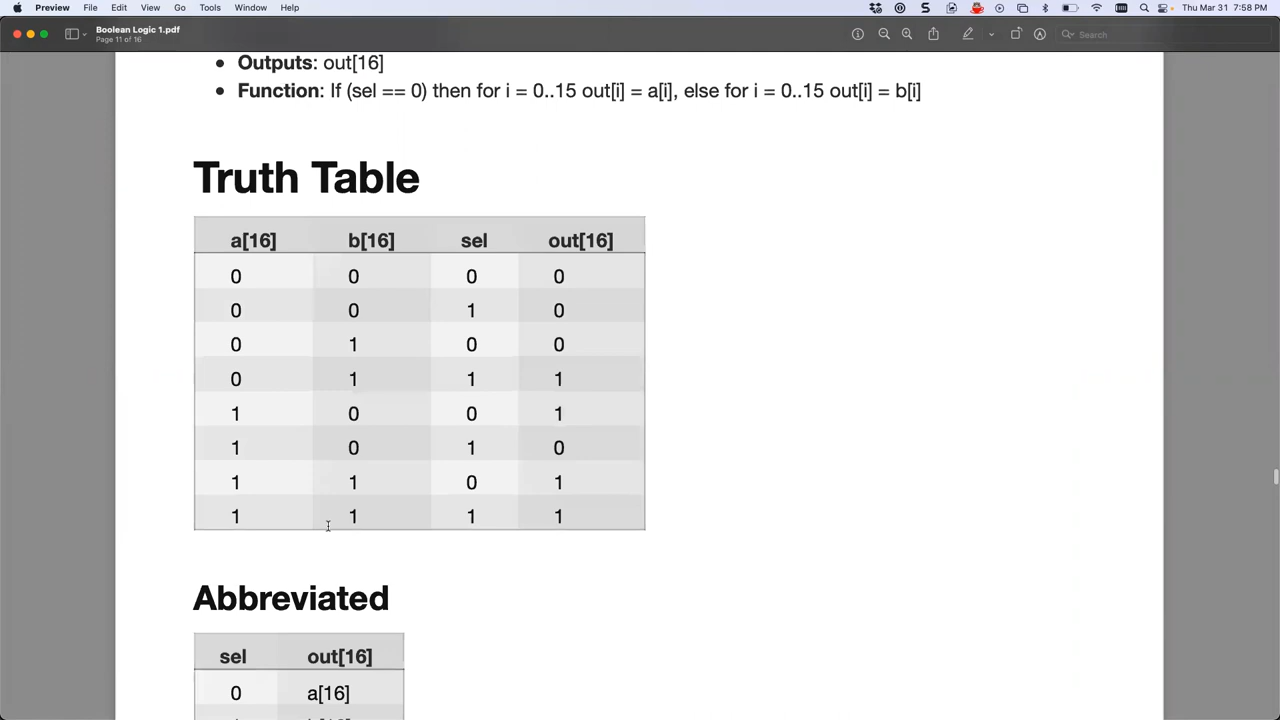 Preview File Edit View Go Tools Window Help Thu Mar 31 7:58 PM
Boolean Logic 1.pdf
Page 11 of 16
Search
• Outputs: out[16]
• Function: If (sel == 0) then for i = 0..15 out[i] = a[i], else for i = 0..15 out[i] = b[i]
Truth Table
a[16] b[16] sel out[16]
0 0 0 0
0 0 1 0
0 1 0 0
0 1 1 1
1 0 0 1
1 0 1 0
1 1 0 1
1 1 1 1
Abbreviated
sel out[16]
0 a[16]